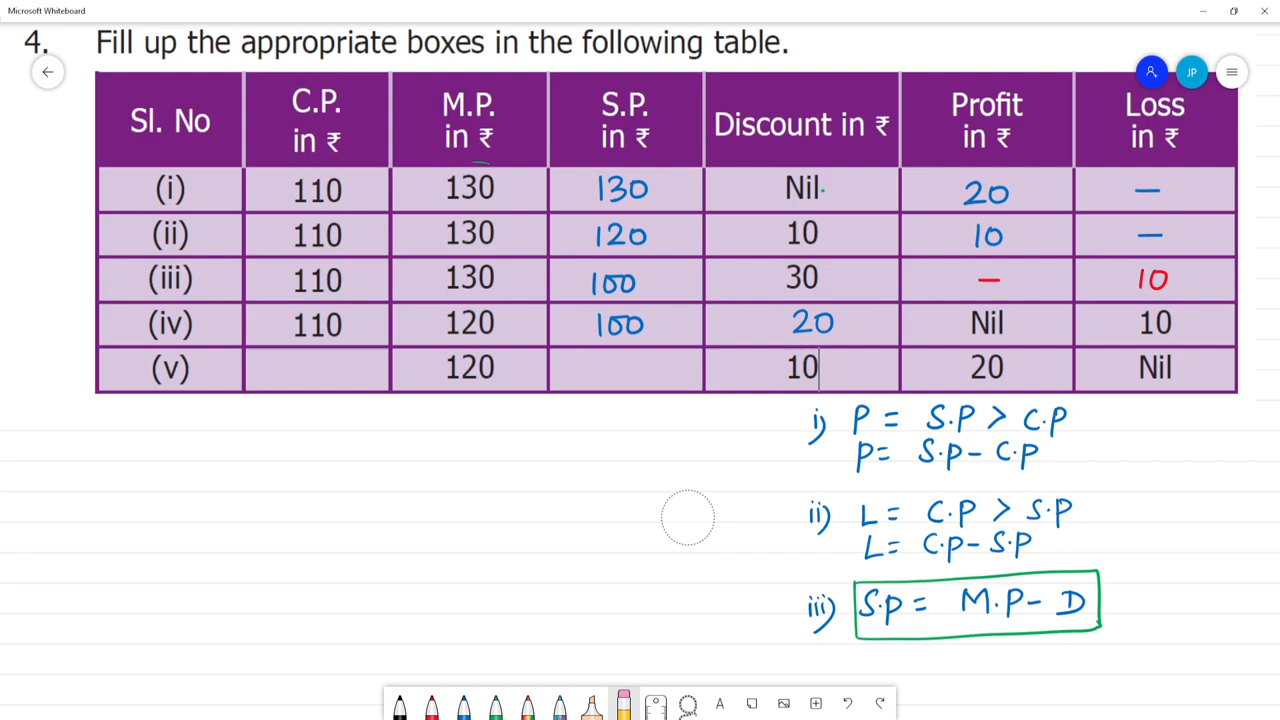 Microsoft Whiteboard
4. Fill up the appropriate boxes in the following table.
JP
Sl. No C.P. in ₹ M.P. in ₹ S.P. in ₹ Discount in ₹ Profit in ₹ Loss in ₹
(i) 110 130 130 Nil 20 —
(ii) 110 130 120 10 10 —
(iii) 110 130 100 30 — 10
(iv) 110 120 100 20 Nil 10
(v) 120 10 20 Nil
i) P = S.P > C.P
P = S.P - C.P
ii) L = C.P > S.P
L = C.P - S.P
iii) S.P = M.P - D
A